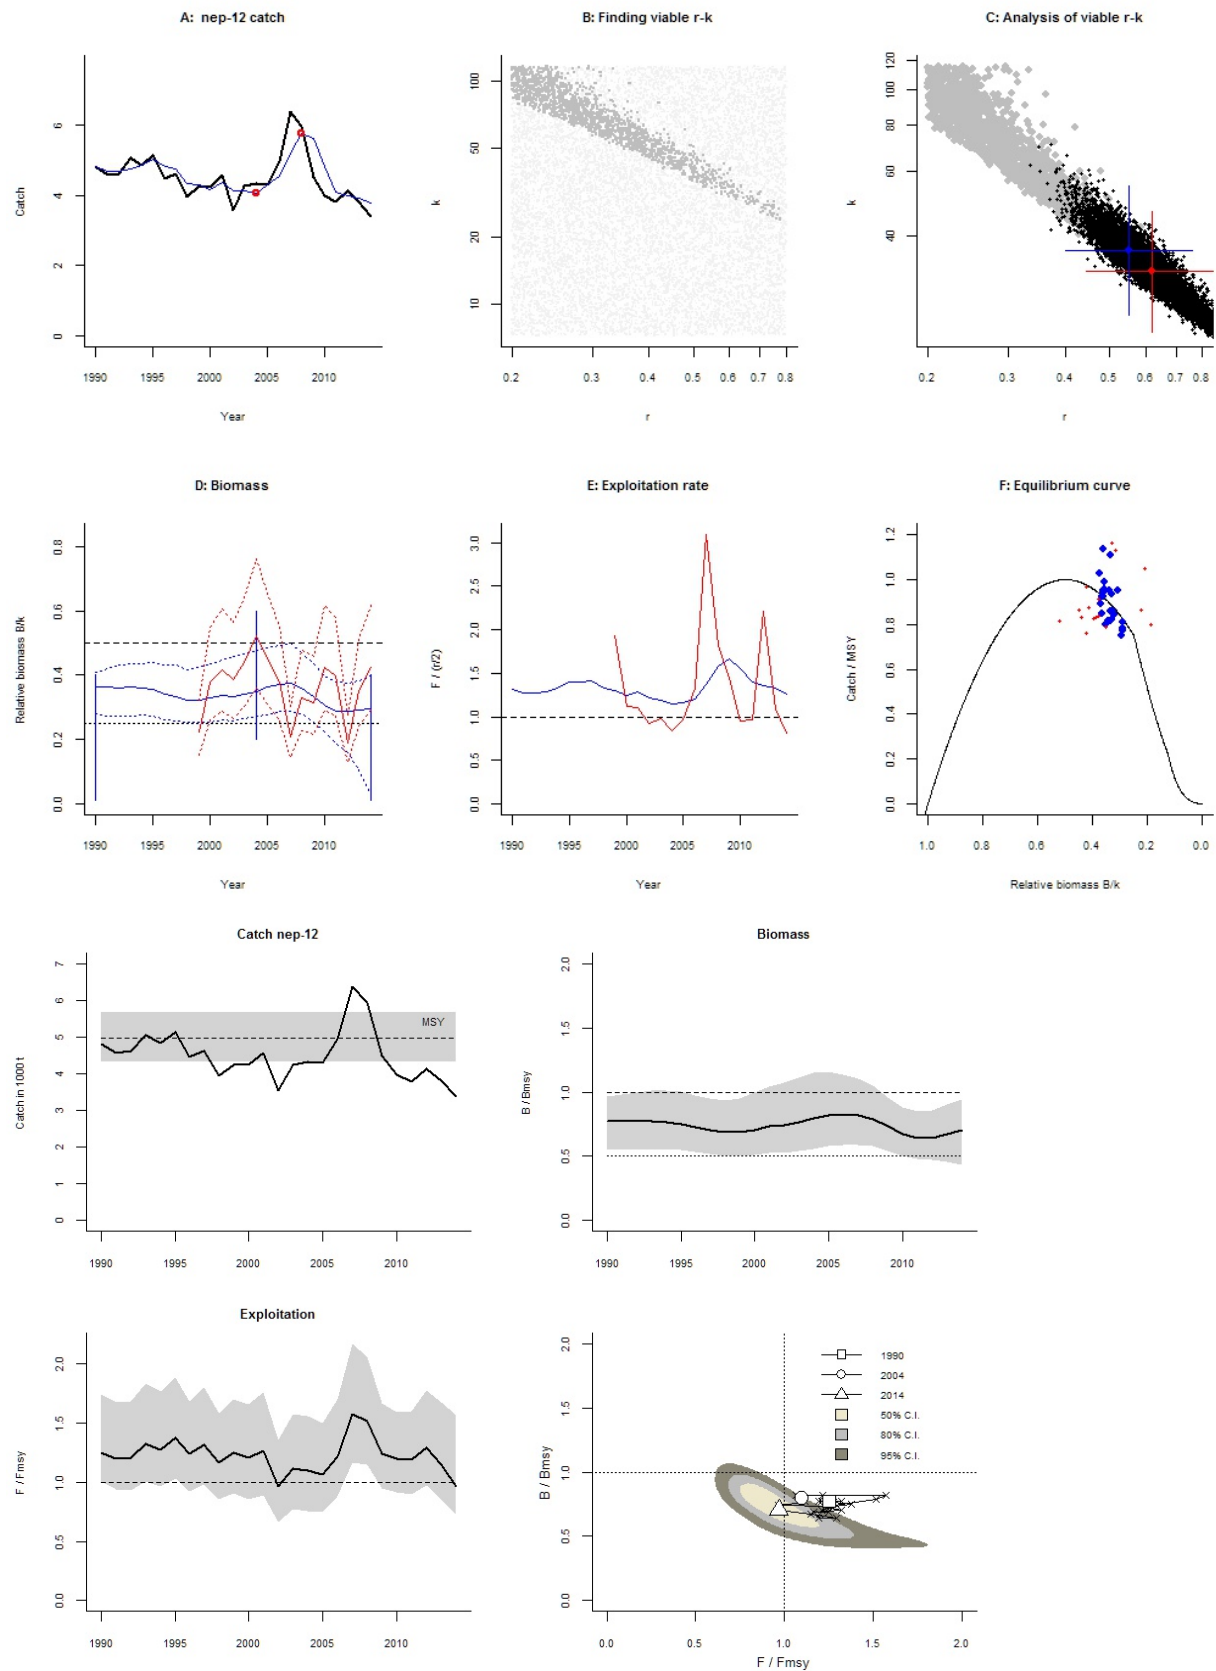 A: nep-12 catch
Catch
0 2 4 6
1990 1995 2000 2005 2010
Year
B: Finding viable r-k
k
10 20 50 100
0.2 0.3 0.4 0.5 0.6 0.7 0.8
r
C: Analysis of viable r-k
k
40 60 80 100 120
0.2 0.3 0.4 0.5 0.6 0.7 0.8
r
D: Biomass
Relative biomass B/k
0.0 0.2 0.4 0.6 0.8
1990 1995 2000 2005 2010
Year
E: Exploitation rate
F / (r/2)
0.0 0.5 1.0 1.5 2.0 2.5 3.0
1990 1995 2000 2005 2010
Year
F: Equilibrium curve
Catch / MSY
0.0 0.2 0.4 0.6 0.8 1.0 1.2
1.0 0.8 0.6 0.4 0.2 0.0
Relative biomass B/k
Catch nep-12
Catch in 1000 t
0 1 2 3 4 5 6 7
MSY
1990 1995 2000 2005 2010
Biomass
B / Bmsy
0.0 0.5 1.0 1.5 2.0
1990 1995 2000 2005 2010
Exploitation
F / Fmsy
0.0 0.5 1.0 1.5 2.0
1990 1995 2000 2005 2010
B / Bmsy
0.0 0.5 1.0 1.5 2.0
1990
2004
2014
50% C.I.
80% C.I.
95% C.I.
0.0 0.5 1.0 1.5 2.0
F / Fmsy